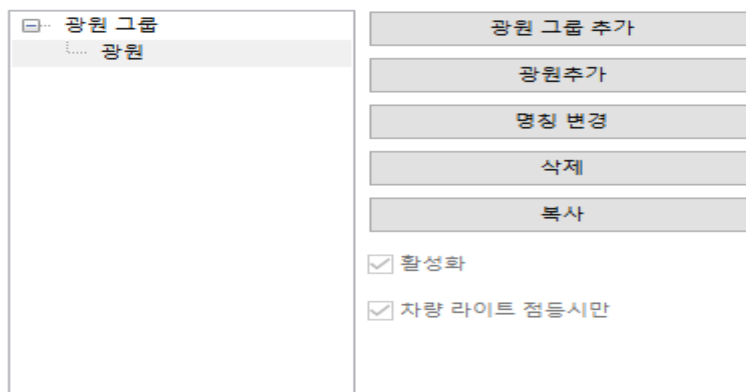 광원 그룹
광원
광원 그룹 추가
광원추가
명칭 변경
삭제
복사
활성화
차량 라이트 점등시만